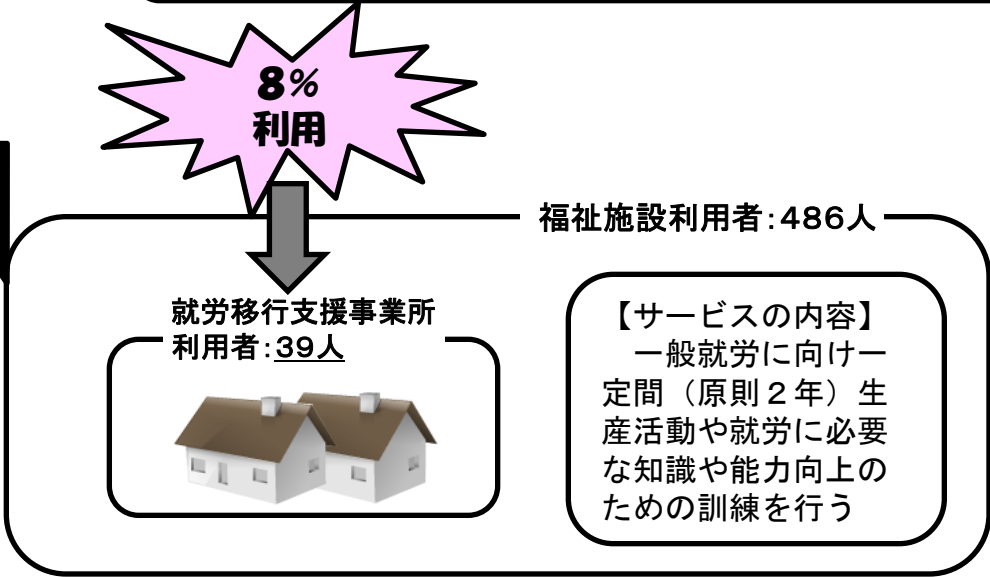 8%
利用
福祉施設利用者:486人
就労移行支援事業所
利用者:39人
【サービスの内容】
　一般就労に向け一
定間（原則２年）生
産活動や就労に必要
な知識や能力向上の
ための訓練を行う